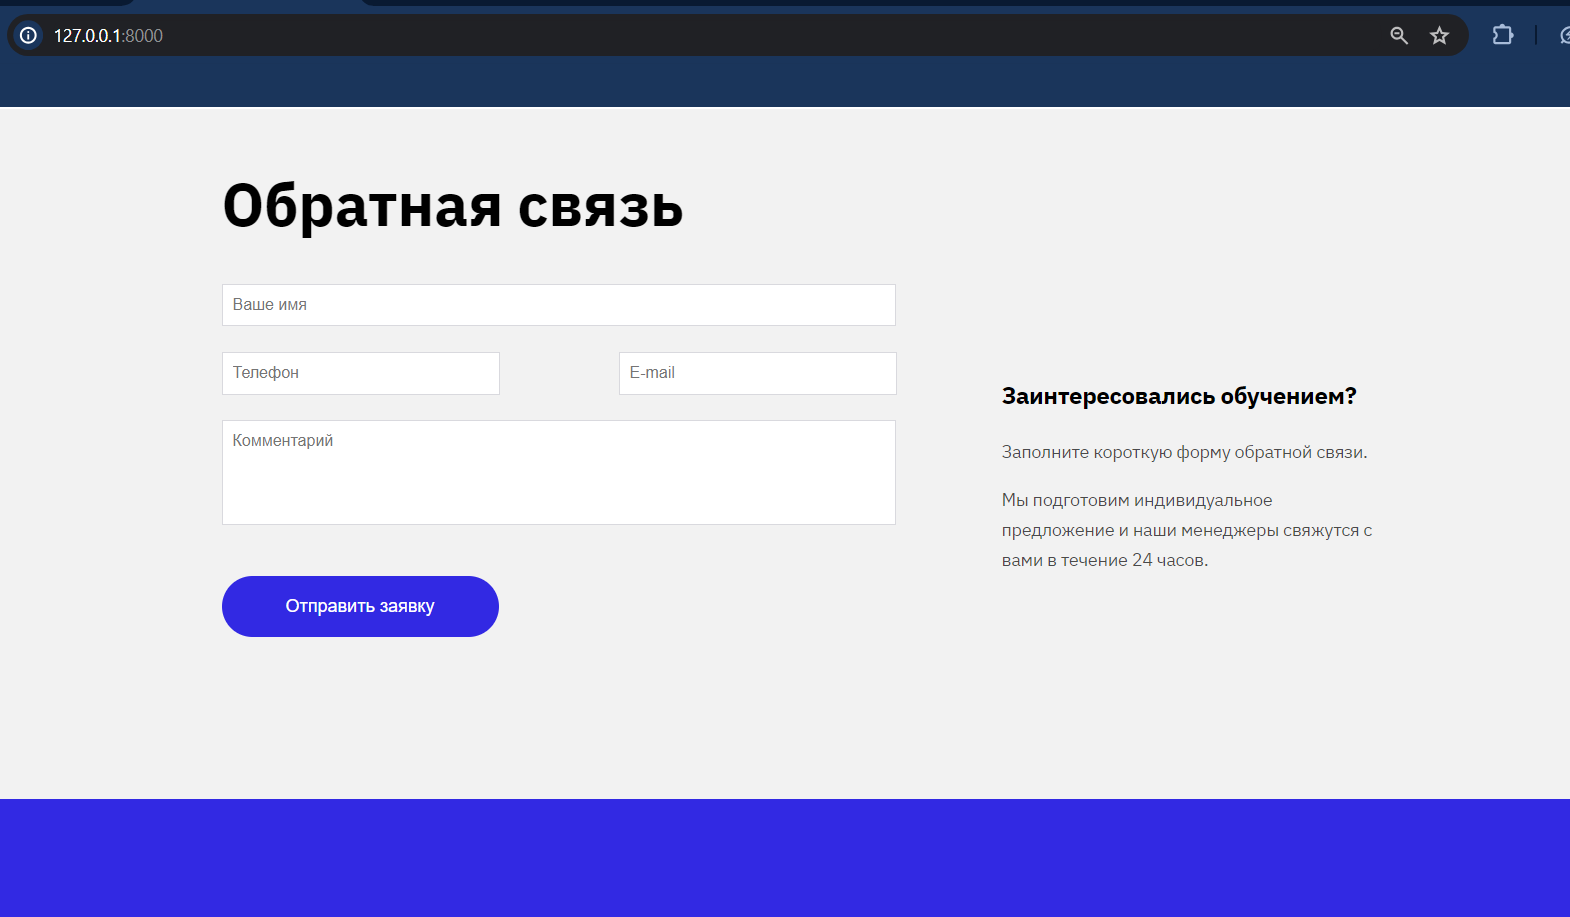 127.0.0.1:8000
Обратная связь
Ваше имя
Телефон
E-mail
Комментарий
Отправить заявку
Заинтересовались обучением?
Заполните короткую форму обратной связи.
Мы подготовим индивидуальное
предложение и наши менеджеры свяжутся с
вами в течение 24 часов.